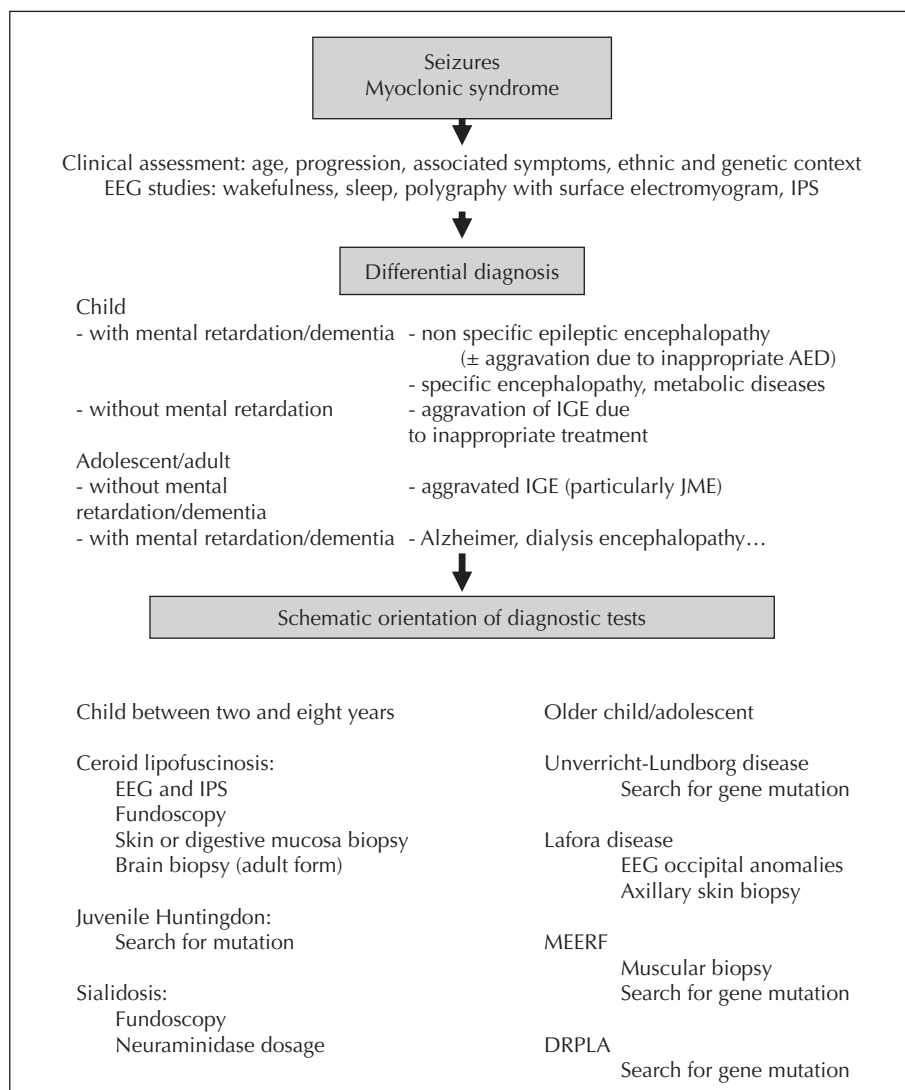 Seizures
Myoclonic syndrome
Clinical assessment: age, progression, associated symptoms, ethnic and genetic context
EEG studies: wakefulness, sleep, polygraphy with surface electromyogram, IPS
Differential diagnosis
Child
- with mental retardation/dementia - non specific epileptic encephalopathy
(± aggravation due to inappropriate AED)
- specific encephalopathy, metabolic diseases
- without mental retardation - aggravation of IGE due
to inappropriate treatment
Adolescent/adult
- without mental - aggravated IGE (particularly JME)
retardation/dementia
- with mental retardation/dementia - Alzheimer, dialysis encephalopathy…
Schematic orientation of diagnostic tests
Child between two and eight years
Ceroid lipofuscinosis:
EEG and IPS
Fundoscopy
Skin or digestive mucosa biopsy
Brain biopsy (adult form)
Juvenile Huntingdon:
Search for mutation
Sialidosis:
Fundoscopy
Neuraminidase dosage
Older child/adolescent
Unverricht-Lundborg disease
Search for gene mutation
Lafora disease
EEG occipital anomalies
Axillary skin biopsy
MEERF
Muscular biopsy
Search for gene mutation
DRPLA
Search for gene mutation